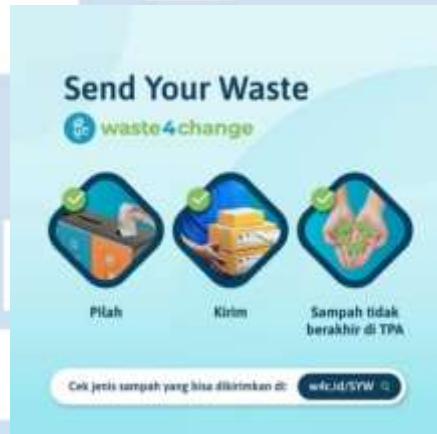 Send Your Waste
waste4change
Pilah
Kirim
Sampah tidak
berakhir di TPA
Cek jenis sampah yang bisa dikirimkan di:
w4c.id/SYW